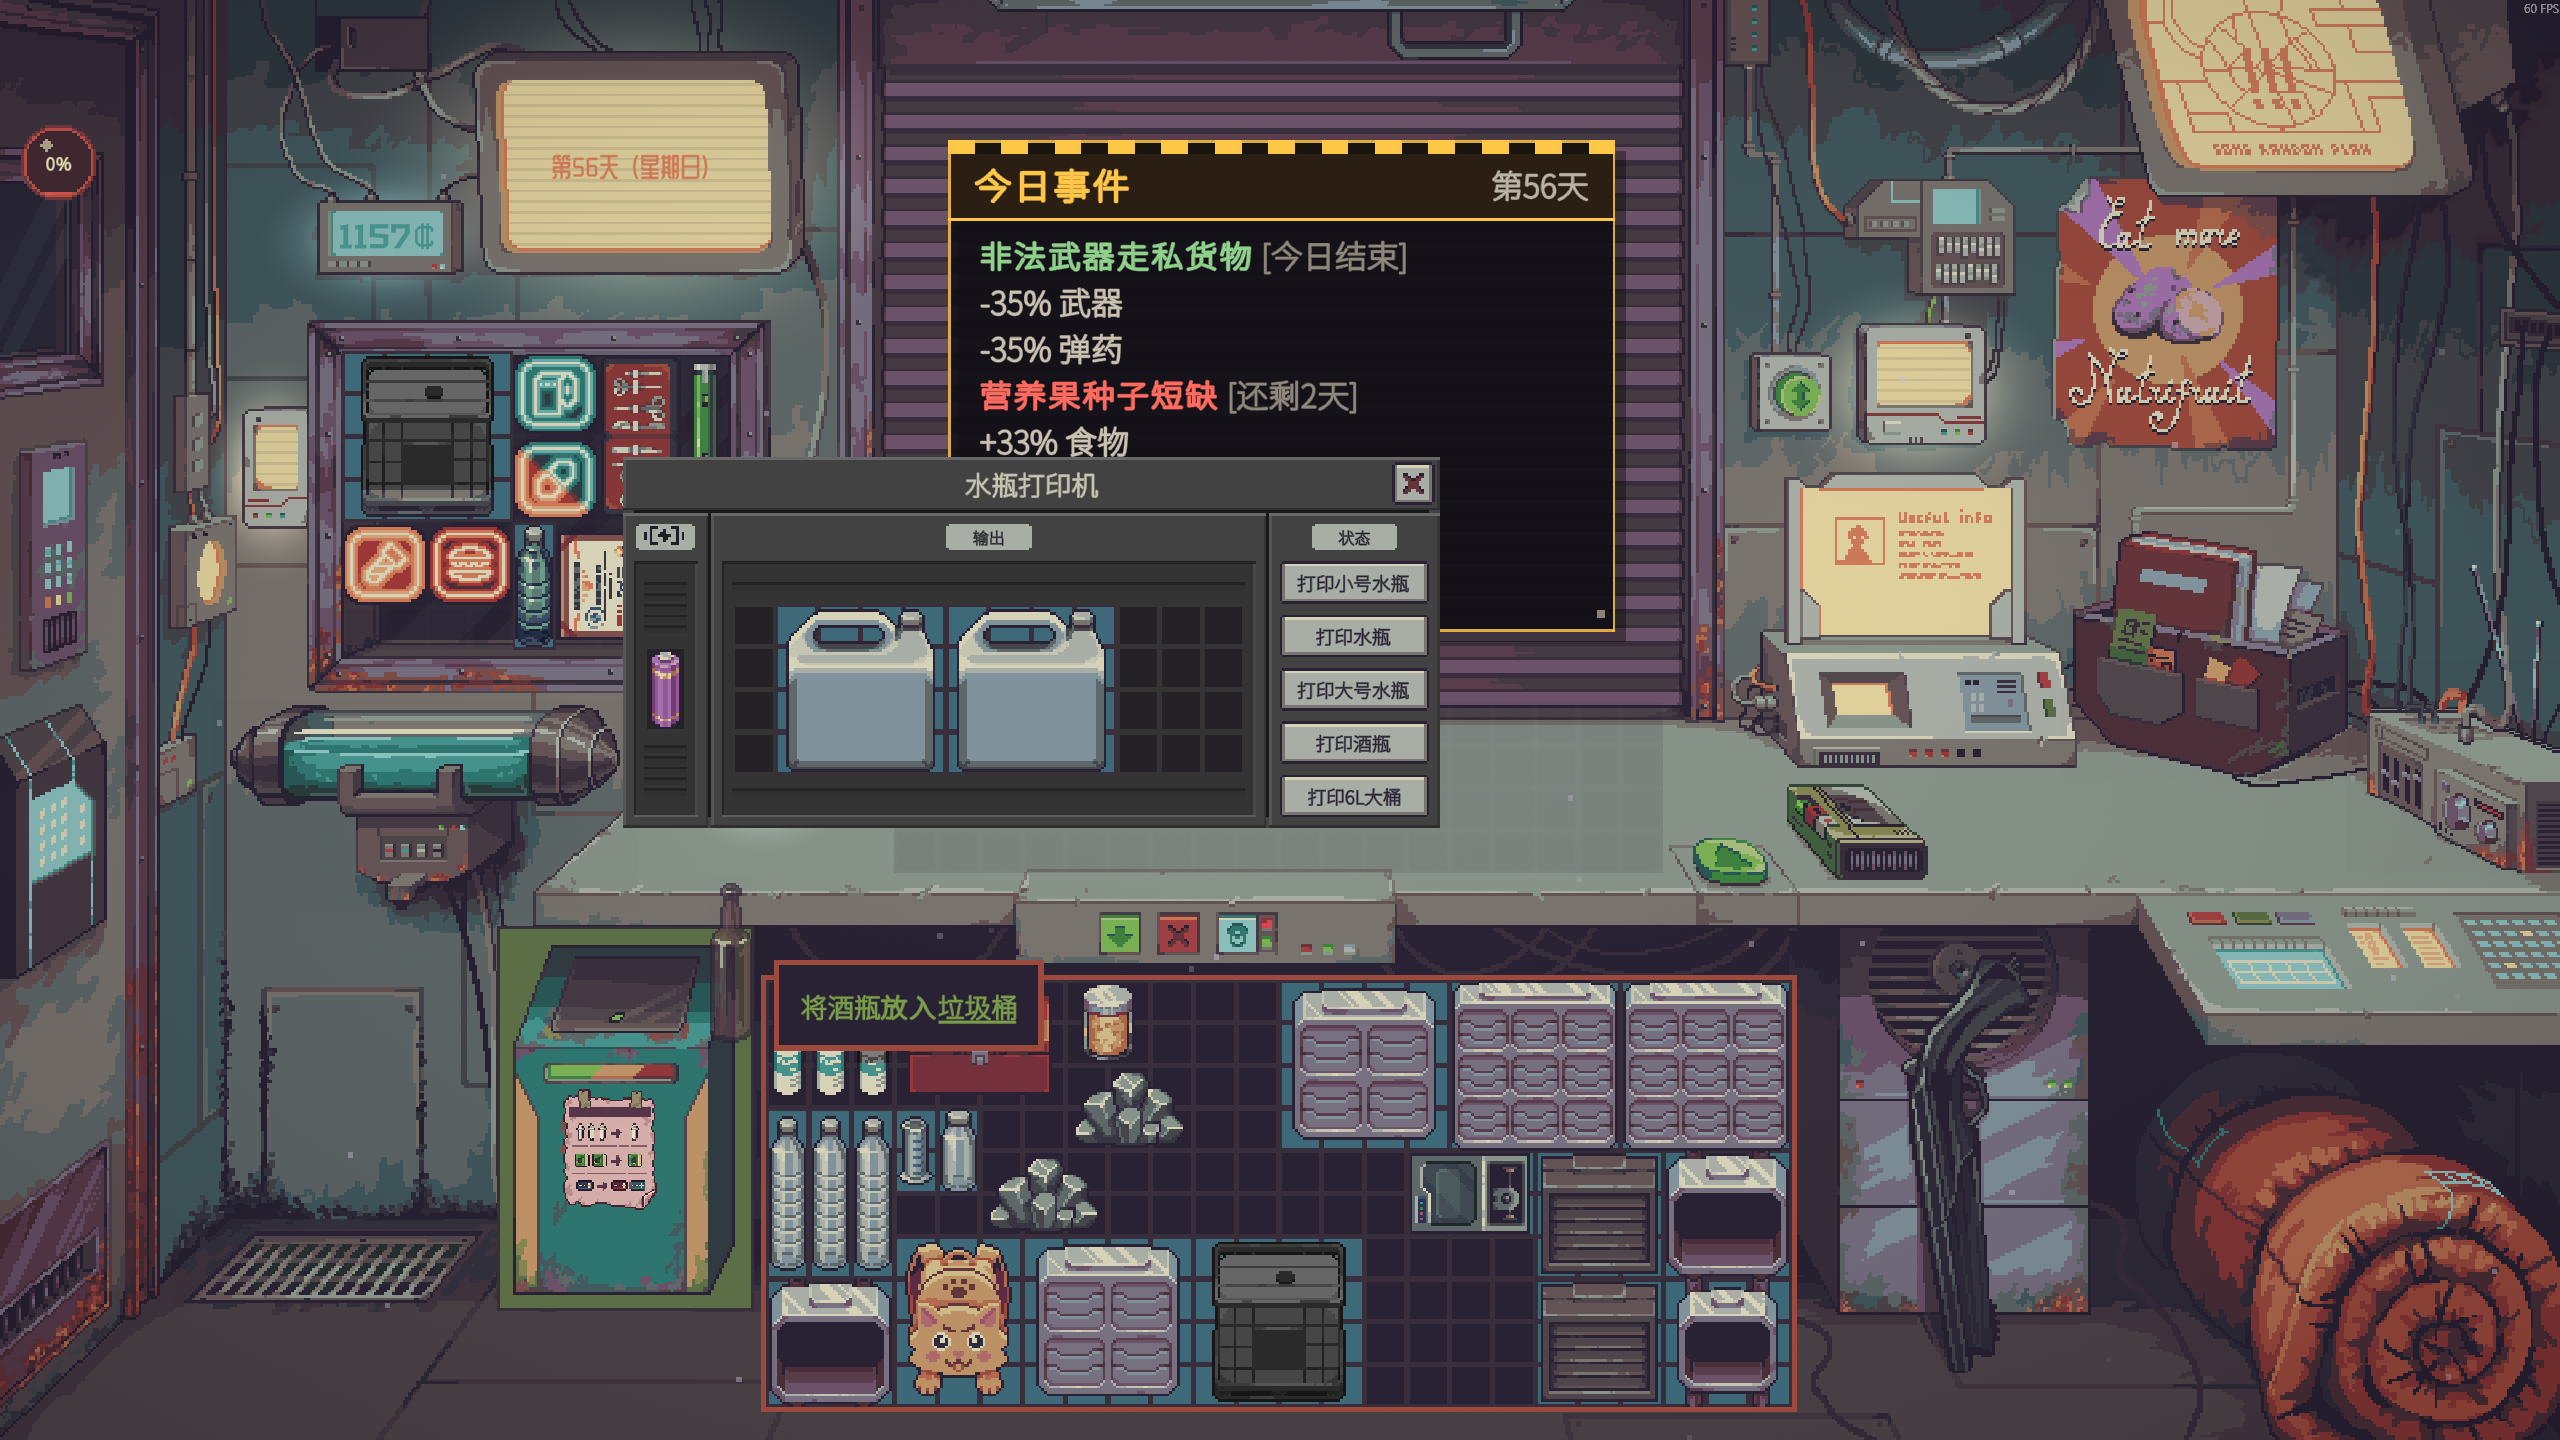 60 FPS
0%
第56天 (星期日)
1157₵
今日事件
第56天
非法武器走私货物 [今日结束]
-35% 武器
-35% 弹药
营养果种子短缺 [还剩2天]
+33% 食物
Eat more
Nutrifruit
Useful info
水瓶打印机
输出
状态
打印小号水瓶
打印水瓶
打印大号水瓶
打印酒瓶
打印6L大桶
将酒瓶放入垃圾桶